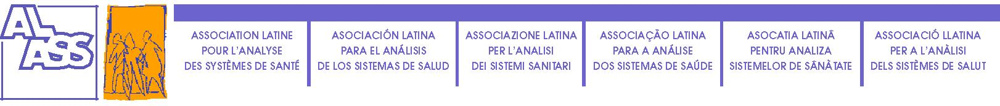 AL
ASS
ASSOCIATION LATINE
POUR L'ANALYSE
DES SYSTÈMES DE SANTÉ
ASOCIACIÓN LATINA
PARA EL ANÁLISIS
DE LOS SISTEMAS DE SALUD
ASSOCIAZIONE LATINA
PER L'ANALISI
DEI SISTEMI SANITARI
ASSOCIAÇÃO LATINA
PARA A ANÁLISE
DOS SISTEMAS DE SAÚDE
ASOCATIA LATINÂ
PENTRU ANALIZA
SISTEMELOR DE SÂNÀTATE
ASSOCIACIÓ LLATINA
PER A L'ANÀLISI
DELS SISTÈMES DE SALUT